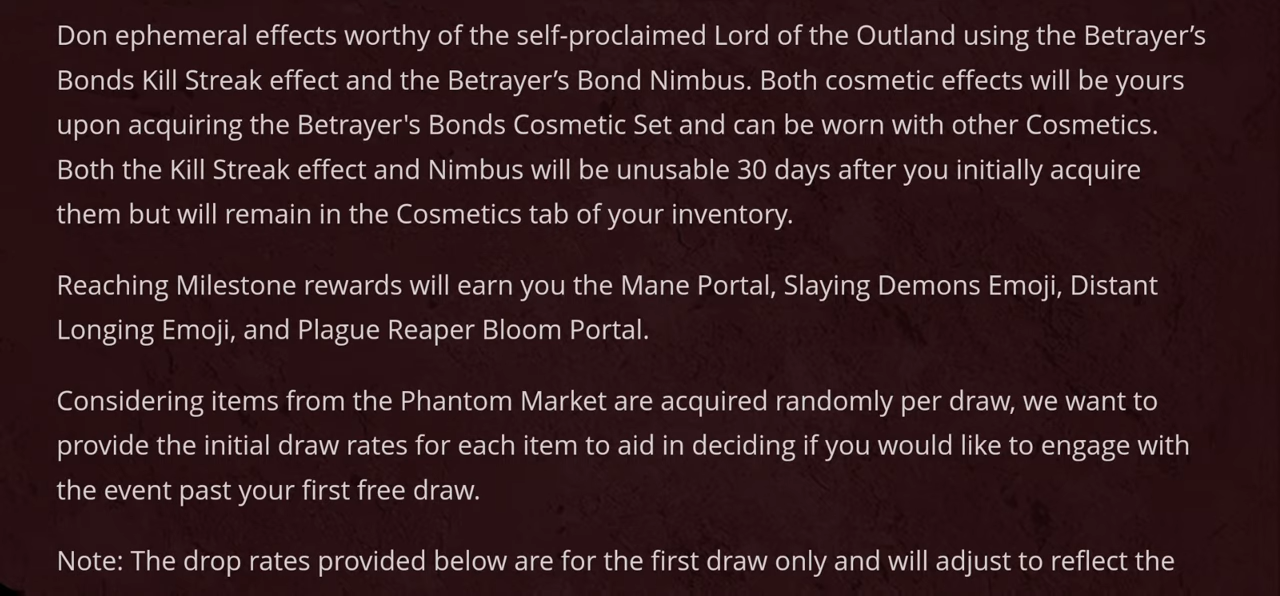 Don ephemeral effects worthy of the self-proclaimed Lord of the Outland using the Betrayer’s
Bonds Kill Streak effect and the Betrayer’s Bond Nimbus. Both cosmetic effects will be yours
upon acquiring the Betrayer's Bonds Cosmetic Set and can be worn with other Cosmetics.
Both the Kill Streak effect and Nimbus will be unusable 30 days after you initially acquire
them but will remain in the Cosmetics tab of your inventory.
Reaching Milestone rewards will earn you the Mane Portal, Slaying Demons Emoji, Distant
Longing Emoji, and Plague Reaper Bloom Portal.
Considering items from the Phantom Market are acquired randomly per draw, we want to
provide the initial draw rates for each item to aid in deciding if you would like to engage with
the event past your first free draw.
Note: The drop rates provided below are for the first draw only and will adjust to reflect the